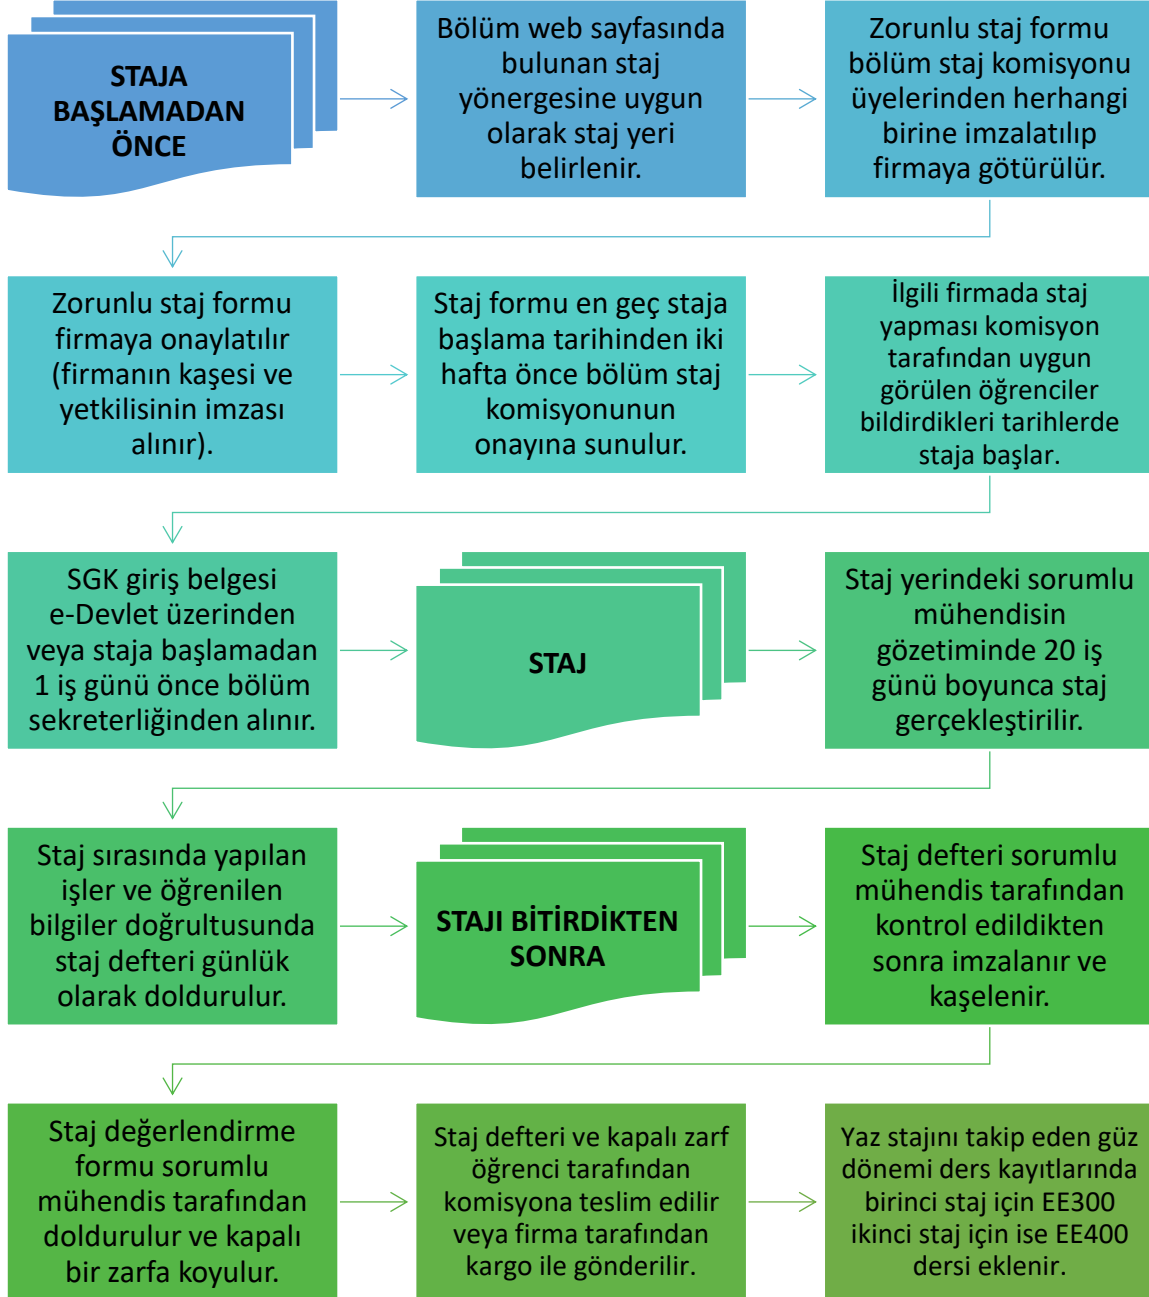 STAJA
BAŞLAMADAN
ÖNCE
Bölüm web sayfasında
bulunan staj
yönergesine uygun
olarak staj yeri
belirlenir.
Zorunlu staj formu
bölüm staj komisyonu
üyelerinden herhangi
birine imzalatılıp
firmaya götürülür.
Zorunlu staj formu
firmaya onaylatılır
(firmanın kaşesi ve
yetkilisinin imzası
alınır).
Staj formu en geç staja
başlama tarihinden iki
hafta önce bölüm staj
komisyonunun
onayına sunulur.
İlgili firmada staj
yapması komisyon
tarafından uygun
görülen öğrenciler
bildirdikleri tarihlerde
staja başlar.
SGK giriş belgesi
e-Devlet üzerinden
veya staja başlamadan
1 iş günü önce bölüm
sekreterliğinden alınır.
STAJ
Staj yerindeki sorumlu
mühendisin
gözetiminde 20 iş
günü boyunca staj
gerçekleştirilir.
Staj sırasında yapılan
işler ve öğrenilen
bilgiler doğrultusunda
staj defteri günlük
olarak doldurulur.
STAJI BİTİRDİKTEN
SONRA
Staj defteri sorumlu
mühendis tarafından
kontrol edildikten
sonra imzalanır ve
kaşelenir.
Staj değerlendirme
formu sorumlu
mühendis tarafından
doldurulur ve kapalı
bir zarfa koyulur.
Staj defteri ve kapalı zarf
öğrenci tarafından
komisyona teslim edilir
veya firma tarafından
kargo ile gönderilir.
Yaz stajını takip eden güz
dönemi ders kayıtlarında
birinci staj için EE300
ikinci staj için ise EE400
dersi eklenir.